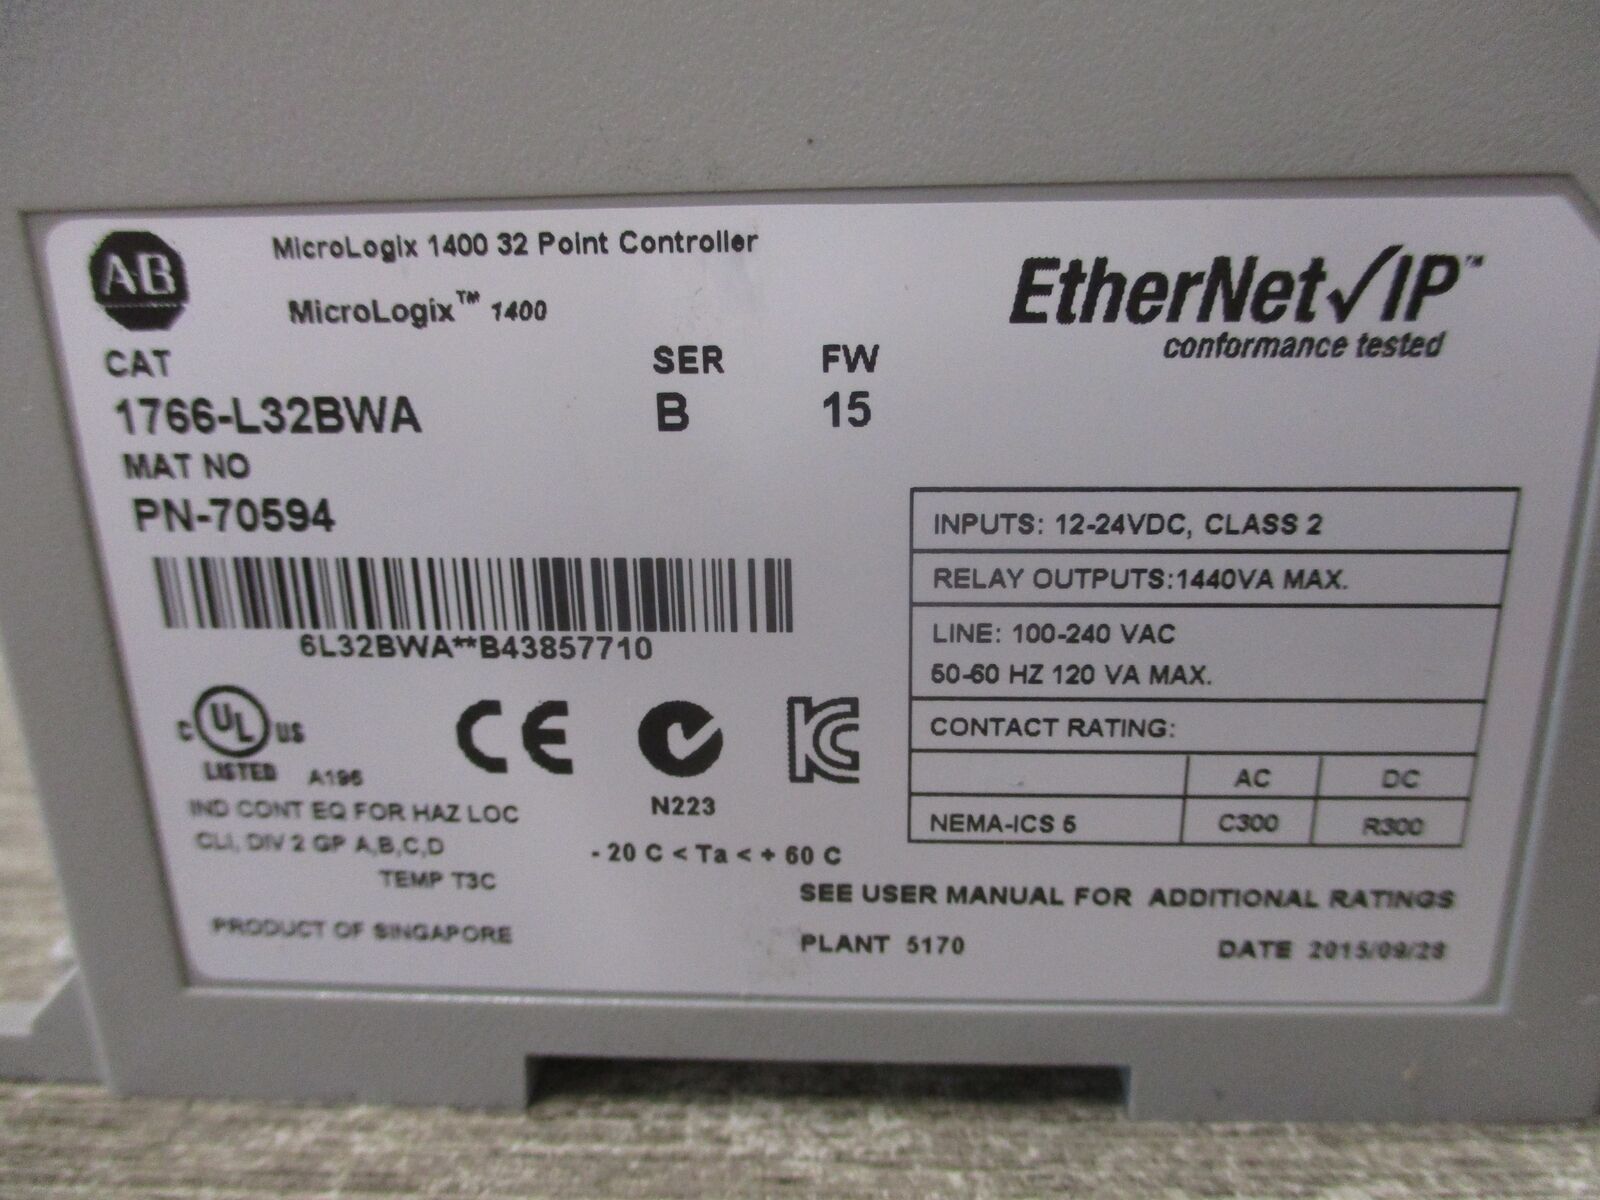 AB
MicroLogix 1400 32 Point Controller
MicroLogix™ 1400
EtherNet/IP™
conformance tested
CAT
SER
FW
1766-L32BWA
B
15
MAT NO
PN-70594
6L32BWA**B43857710
INPUTS: 12-24VDC, CLASS 2
RELAY OUTPUTS:1440VA MAX.
LINE: 100-240 VAC
50-60 HZ 120 VA MAX.
CONTACT RATING:
AC DC
NEMA-ICS 5 C300 R300
C UL US
LISTED A196
CE
N223
KC
IND CONT EQ FOR HAZ LOC
CLI, DIV 2 GP A,B,C,D
TEMP T3C
- 20 C < Ta < + 60 C
SEE USER MANUAL FOR ADDITIONAL RATINGS
PRODUCT OF SINGAPORE
PLANT 5170
DATE 2015/09/28